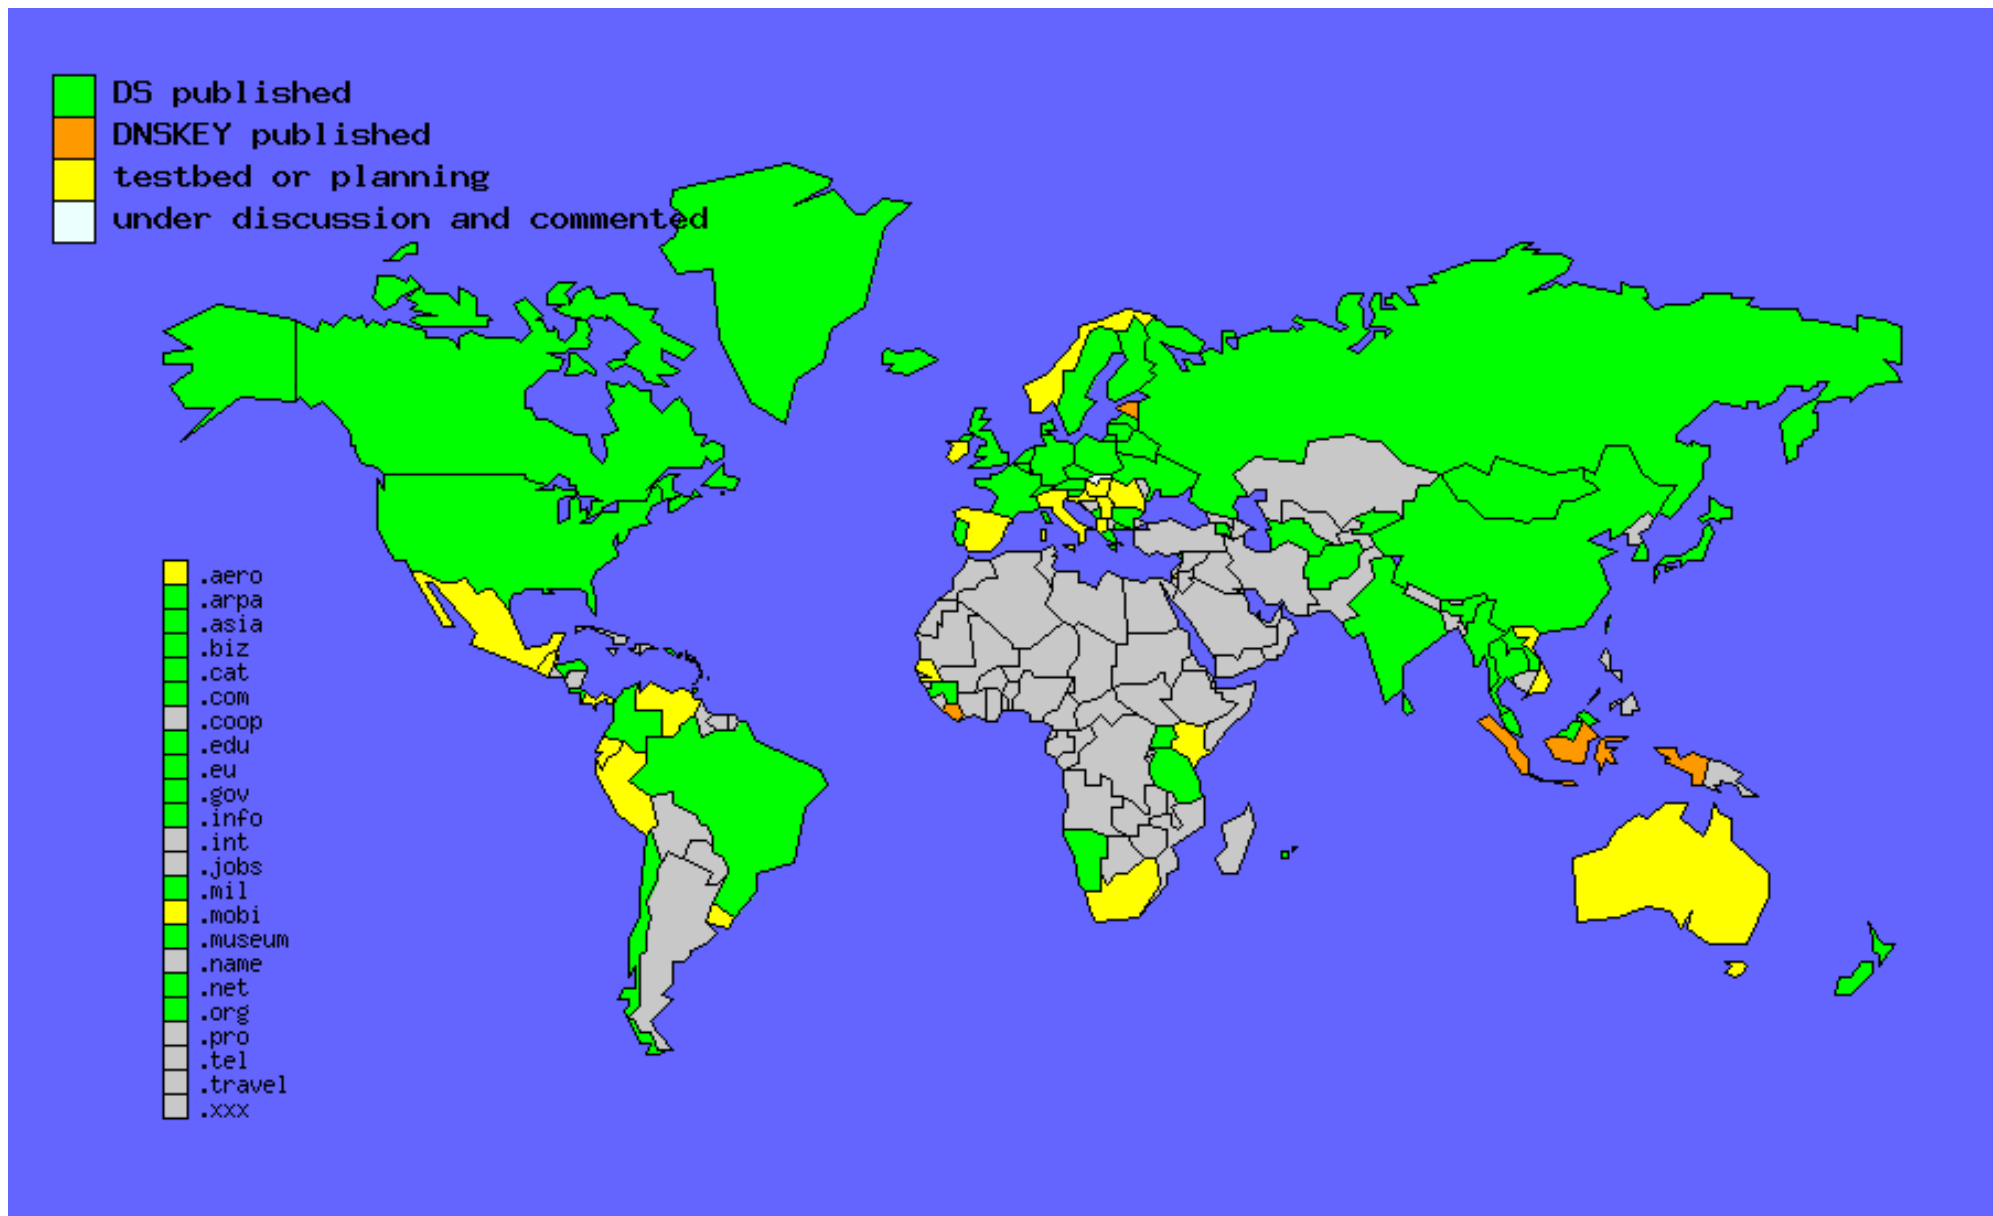 DS published
DNSKEY published
testbed or planning
under discussion and commented
.aero
.arpa
.asia
.biz
.cat
.com
.coop
.edu
.eu
.gov
.info
.int
.jobs
.mil
.mobi
.museum
.name
.net
.org
.pro
.tel
.travel
.xxx